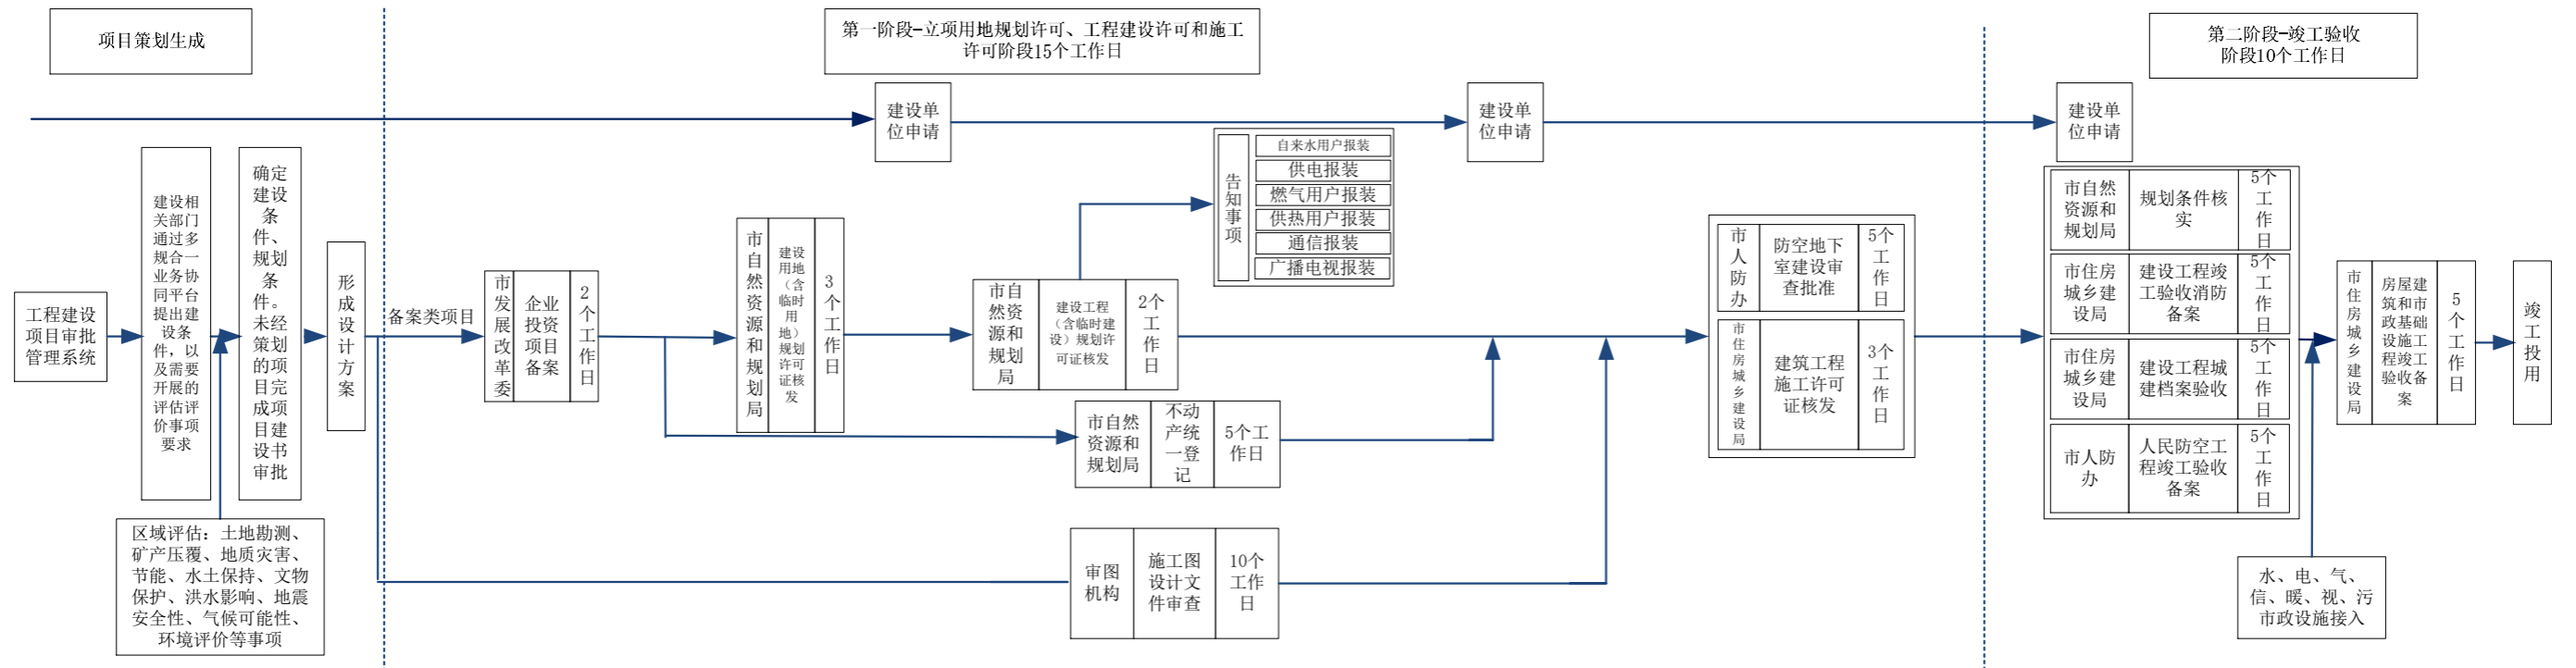 项目策划生成
第一阶段-立项用地规划许可、工程建设许可和施工
许可阶段15个工作日
第二阶段-竣工验收
阶段10个工作日
建设单
位申请
建设单
位申请
建设单
位申请
工程建设
项目审批
管理系统
建设相
关部门
通过多
规合一
业务协
同平台
提出建
设条
件，以
及需要
开展的
评估评
价事项
要求
确定
建设
条
件、
规划
条
件。
未经
策划
的项
目完
成项
目建
设书
审批
形
成
设
计
方
案
区域评估：土地勘测、
矿产压覆、地质灾害、
节能、水土保持、文物
保护、洪水影响、地震
安全性、气候可能性、
环境评价等事项
备案类项目
市
发
展
改
革
委
企业
投资
项目
备案
2
个
工
作
日
市
自
然
资
源
和
规
划
局
建设
用地
（含
临时
用
地）
规划
许可
证核
发
3
个
工
作
日
市自
然资
源和
规划
局
建设工程
（含临时建
设）规划许
可证核发
2个
工
作
日
告
知
事
项
自来水用户报装
供电报装
燃气用户报装
供热用户报装
通信报装
广播电视报装
市自然
资源和
规划局
不动
产统
一登
记
5个工
作日
审图
机构
施工图
设计文
件审查
10个
工作
日
市
人
防
办
防空地下
室建设审
查批准
5个
工
作
日
市
住
房
城
乡
建
设
局
建筑工程
施工许可
证核发
3个
工
作
日
市自然
资源和
规划局
规划条件核
实
5个
工
作
日
市住房
城乡建
设局
建设工程竣
工验收消防
备案
5个
工
作
日
市住房
城乡建
设局
建设工程城
建档案验收
5个
工
作
日
市人防
办
人民防空工
程竣工验收
备案
5个
工
作
日
水、电、气、
信、暖、视、污
市政设施接入
市
住
房
城
乡
建
设
局
房屋建
筑和市
政基础
设施工
程竣工
验收备
案
5
个
工
作
日
竣
工
投
用